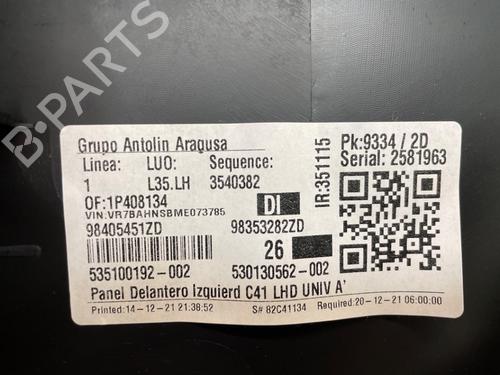 Grupo Antolin Aragusa
Pk:9334 / 2D
Serial: 2581963
Linea: LUO: Sequence:
1 L35.LH 3540382
IR:351115
OF:1P408134 DI
VIN:VR7BAHNSBME073785
98405451ZD 98353282ZD
26
535100192-002 530130562-002
Panel Delantero Izquierd C41 LHD UNIV A'
Printed:14-12-21 21:38:52 S# 82C41134 Required:20-12-21 06:00:00
B-PARTS